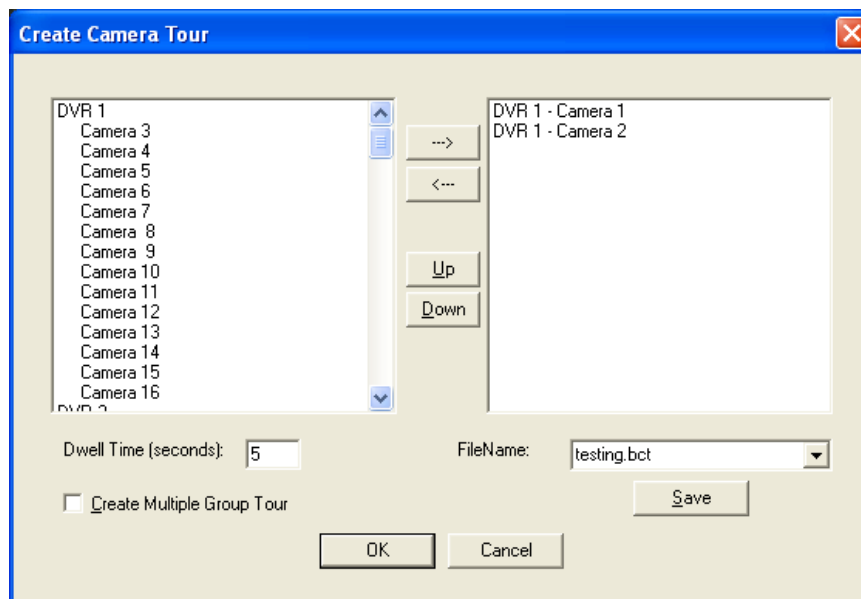 Create Camera Tour
DVR 1
Camera 3
Camera 4
Camera 5
Camera 6
Camera 7
Camera  8
Camera  9
Camera 10
Camera 11
Camera 12
Camera 13
Camera 14
Camera 15
Camera 16
--->
<---
Up
Down
DVR 1 - Camera 1
DVR 1 - Camera 2
Dwell Time (seconds): 5
FileName: testing.bct
Create Multiple Group Tour
Save
OK
Cancel